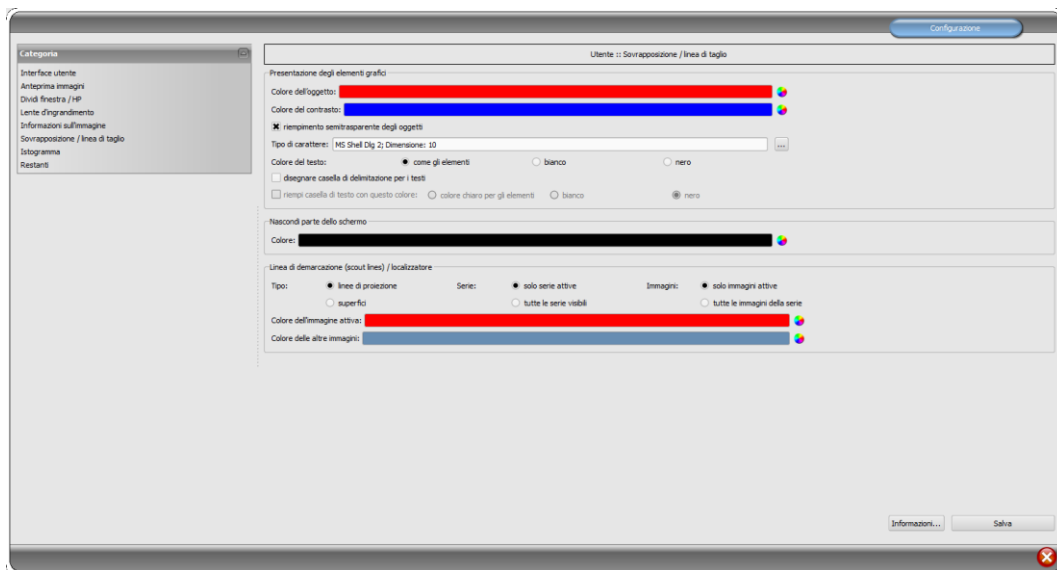 Configurazione
Categoria
Interface utente
Anteprima immagini
Dividi finestra / HP
Lente d'ingrandimento
Informazioni sull'immagine
Sovrapposizione / linea di taglio
Istogramma
Restanti
Utente :: Sovrapposizione / linea di taglio
Presentazione degli elementi grafici
Colore dell'oggetto:
Colore del contrasto:
riempimento semitrasparente degli oggetti
Tipo di carattere: MS Shell Dlg 2; Dimensione: 10 ...
Colore del testo: come gli elementi bianco nero
disegnare casella di delimitazione per i testi
riempi casella di testo con questo colore: colore chiaro per gli elementi bianco nero
Nascondi parte dello schermo
Colore:
Linea di demarcazione (scout lines) / localizzatore
Tipo: linee di proiezione Serie: solo serie attive Immagini: solo immagini attive
superfici tutte le serie visibili tutte le immagini della serie
Colore dell'immagine attiva:
Colore delle altre immagini:
Informazioni... Salva